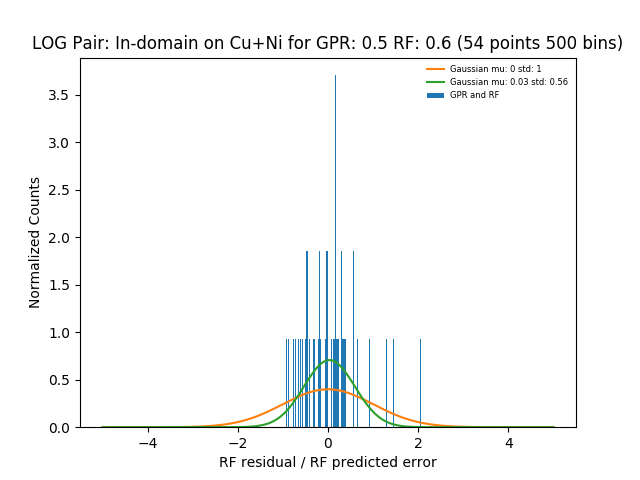 LOG Pair: In-domain on Cu+Ni for GPR: 0.5 RF: 0.6 (54 points 500 bins)
Gaussian mu: 0 std: 1
Gaussian mu: 0.03 std: 0.56
GPR and RF
Normalized Counts
3.5
3.0
2.5
2.0
1.5
1.0
0.5
0.0
−4 −2 0 2 4
RF residual / RF predicted error